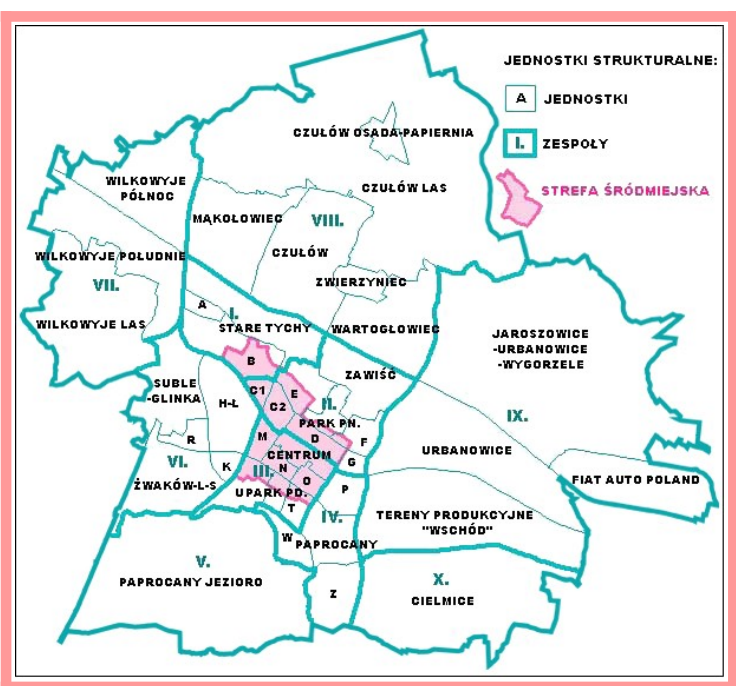 JEDNOSTKI STRUKTURALNE:
A JEDNOSTKI
I. ZESPOŁY
STREFA ŚRÓDMIEJSKA
CZUŁÓW OSADA-PAPIERNIA
WILKOWYJE
PÓŁNOC
CZUŁÓW LAS
MĄKOŁOWIEC
VIII.
CZUŁÓW
WILKOWYJE POŁUDNIE
VII.
ZWIERZYNIEC
A
I.
WILKOWYJE LAS
STARE TYCHY
WARTOGŁOWIEC
JAROSZOWICE
-URBANOWICE
-WYGORZELE
B
ZAWIŚĆ
SUBLE
-GLINKA
C1
E
H-Ł
C2
II.
IX.
PARK PN.
R
M
D
F
CENTRUM
URBANOWICE
VI.
K
III.
N
G
FIAT AUTO POLAND
ŻWAKÓW-L-S
O
P
UPARK PD.
T
IV.
TERENY PRODUKCYJNE
"WSCHÓD"
W
PAPROCANY
V.
PAPROCANY JEZIORO
X.
Z
CIELMICE